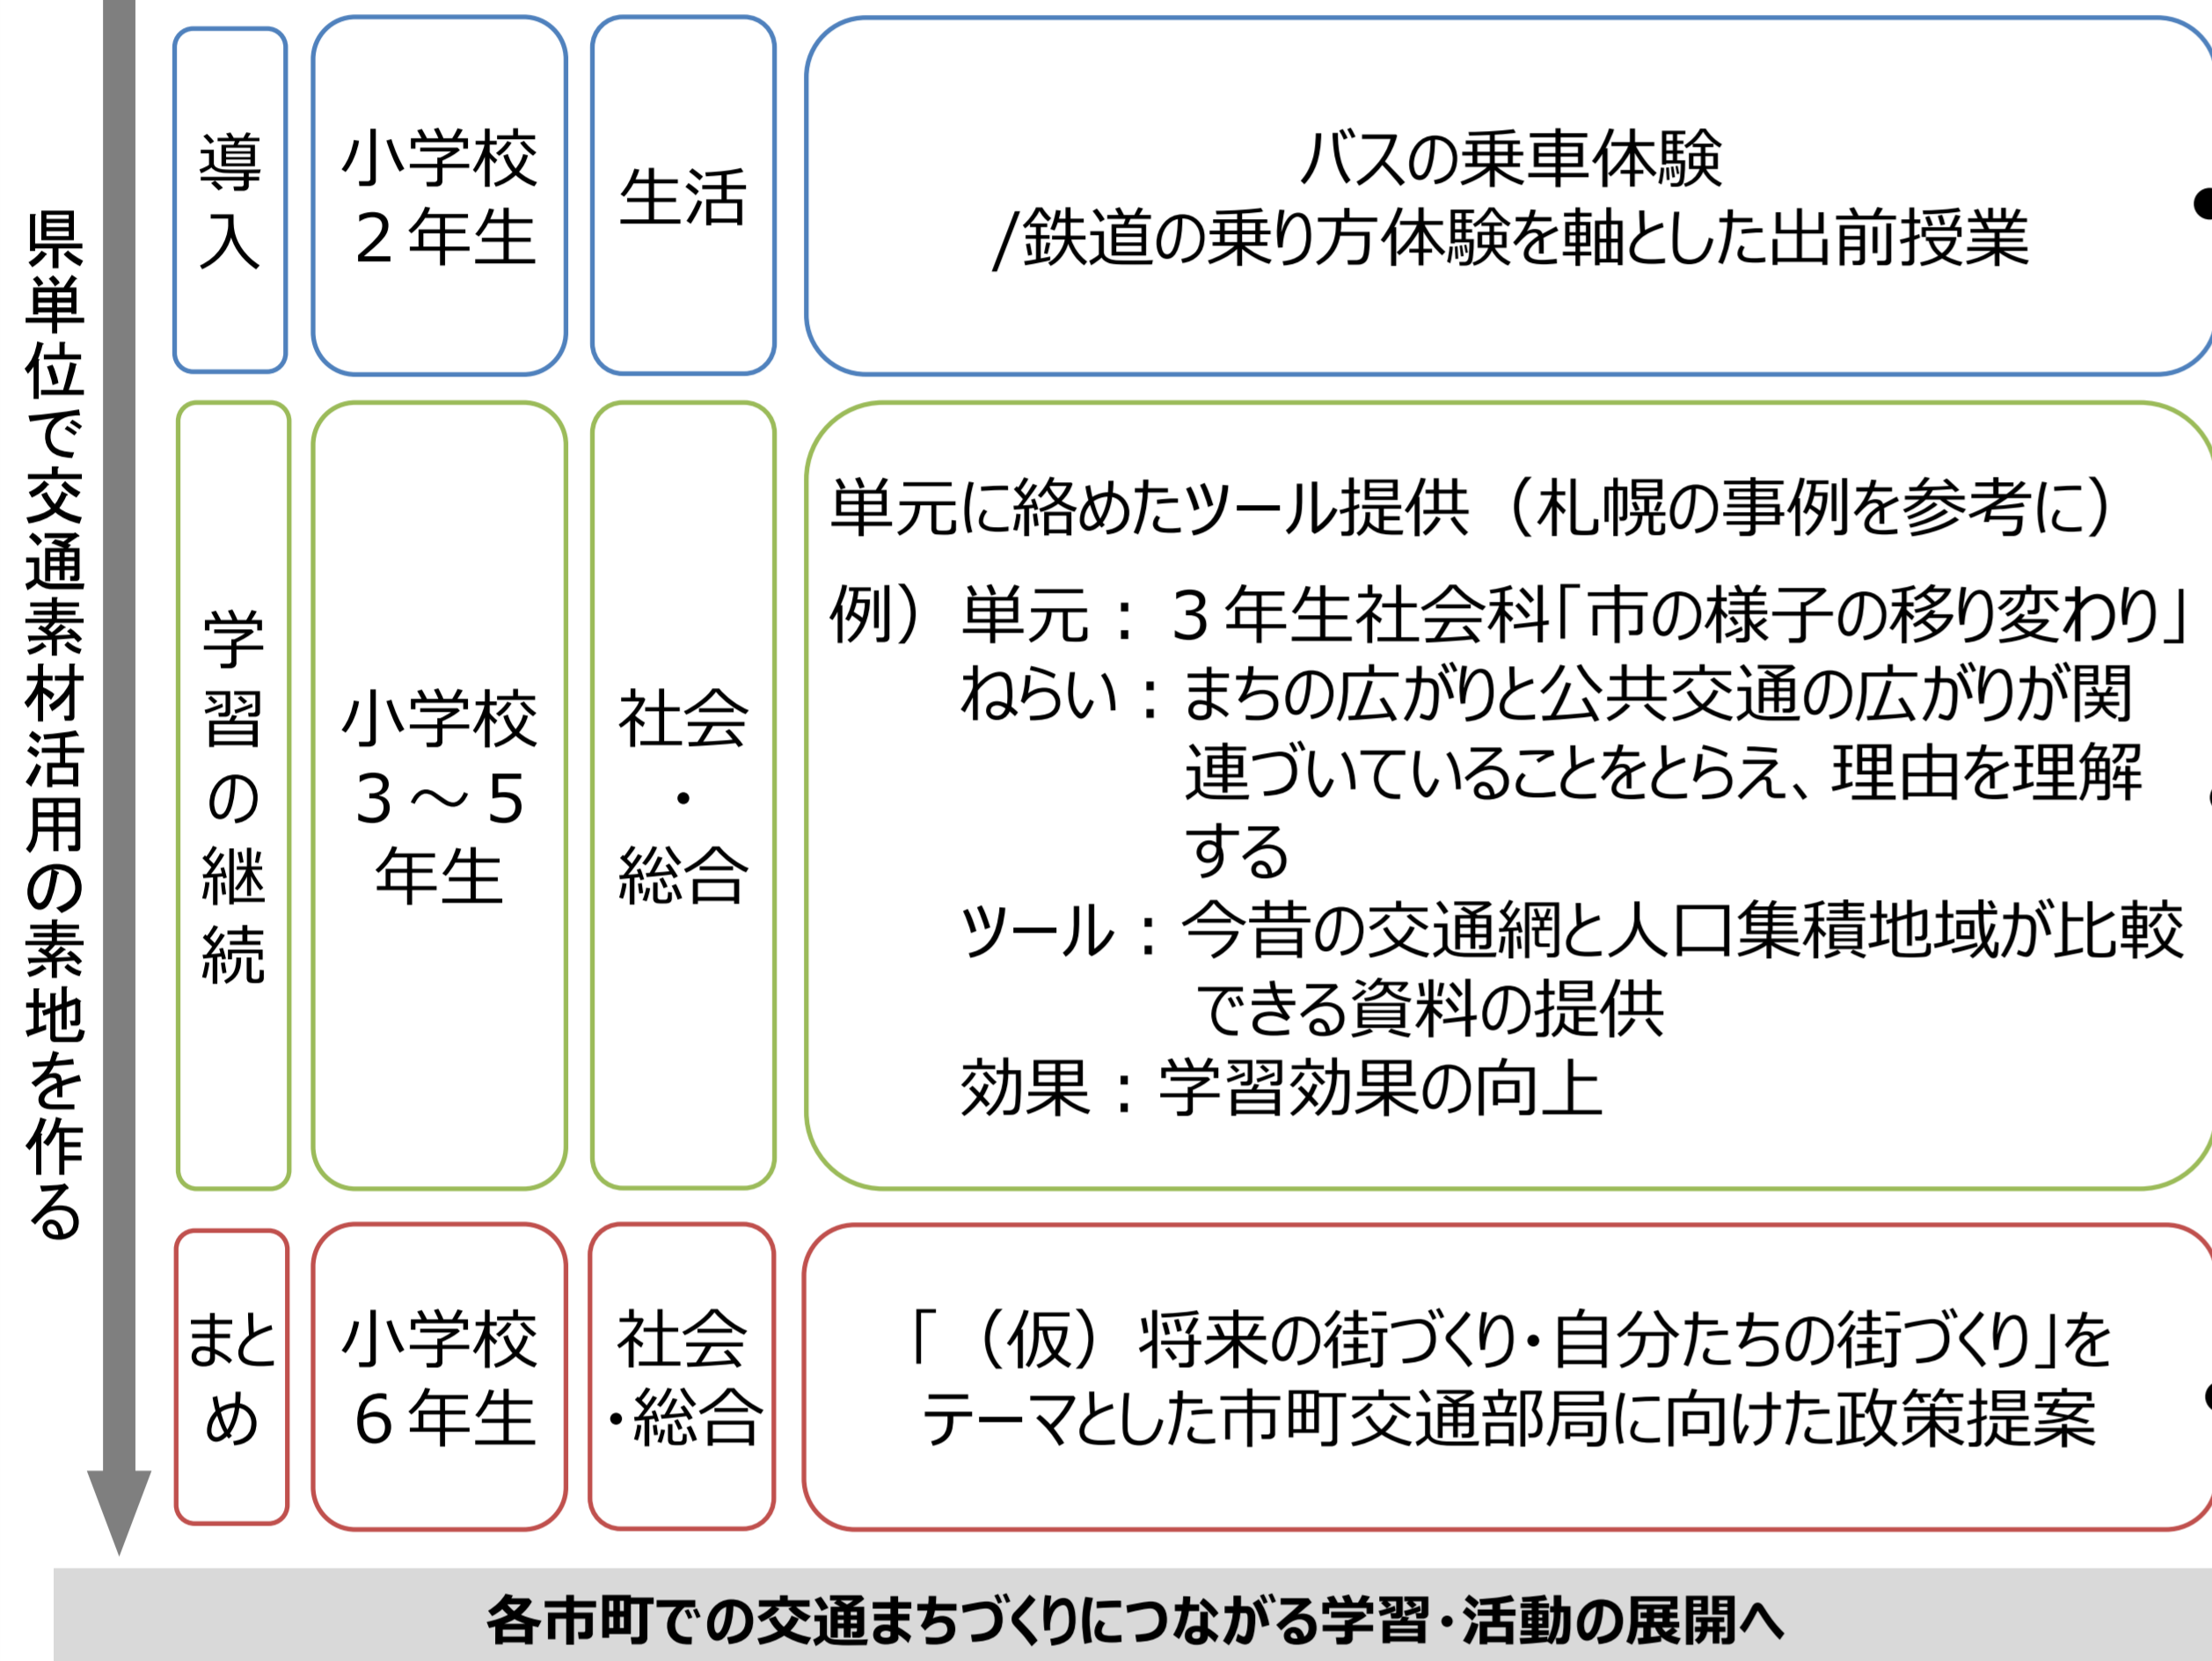 県単位で交通素材活用の素地を作る
導
入
小学校
2年生
生活
バスの乗車体験
/鉄道の乗り方体験を軸とした出前授業
学
習
の
継
続
小学校
3～5
年生
社会
・
総合
単元に絡めたツール提供（札幌の事例を参考に）
例）単元：3年生社会科「市の様子の移り変わり」
ねらい：まちの広がりと公共交通の広がりが関
連づいていることをとらえ、理由を理解
する
ツール：今昔の交通網と人口集積地域が比較
できる資料の提供
効果：学習効果の向上
まと
め
小学校
6年生
社会
・総合
「（仮）将来の街づくり・自分たちの街づくり」を
テーマとした市町交通部局に向けた政策提案
各市町での交通まちづくりにつながる学習・活動の展開へ